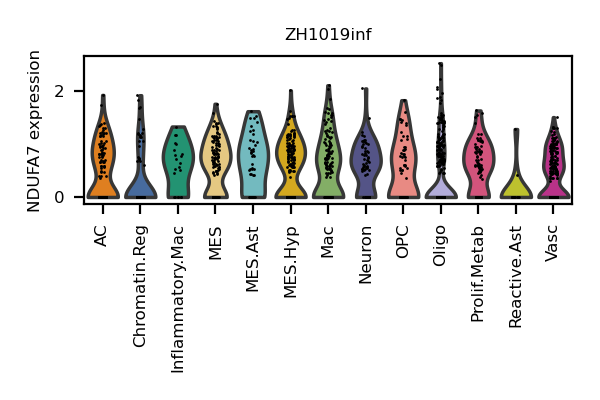 ZH1019inf
NDUFA7 expression
2
0
AC
Chromatin.Reg
Inflammatory.Mac
MES
MES.Ast
MES.Hyp
Mac
Neuron
OPC
Oligo
Prolif.Metab
Reactive.Ast
Vasc